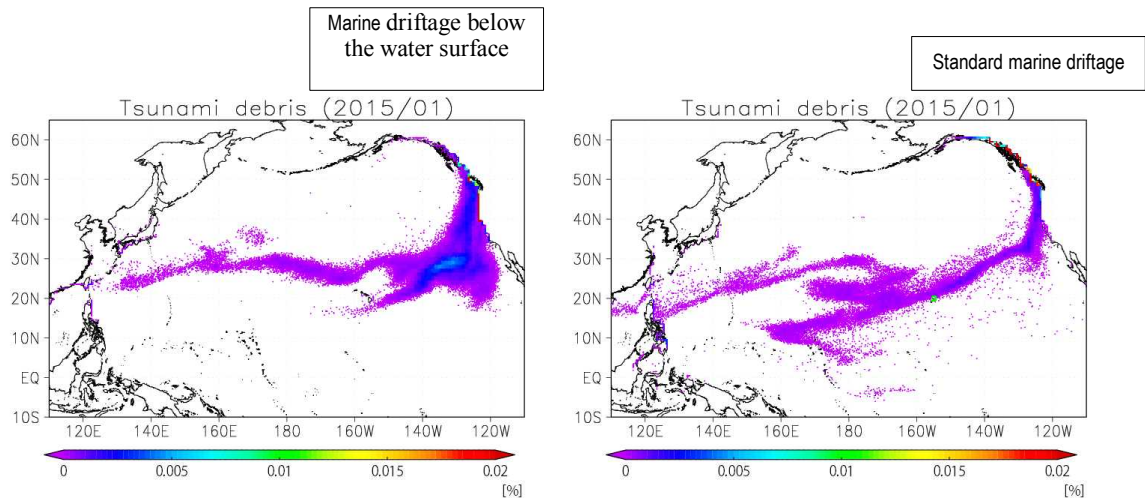 Marine driftage below
the water surface
Standard marine driftage
Tsunami debris (2015/01)
60N
50N
40N
30N
20N
10N
EQ
10S
120E 140E 160E 180 160W 140W 120W
0 0.005 0.01 0.015 0.02
[%]
Tsunami debris (2015/01)
60N
50N
40N
30N
20N
10N
EQ
10S
120E 140E 160E 180 160W 140W 120W
0 0.005 0.01 0.015 0.02
[%]